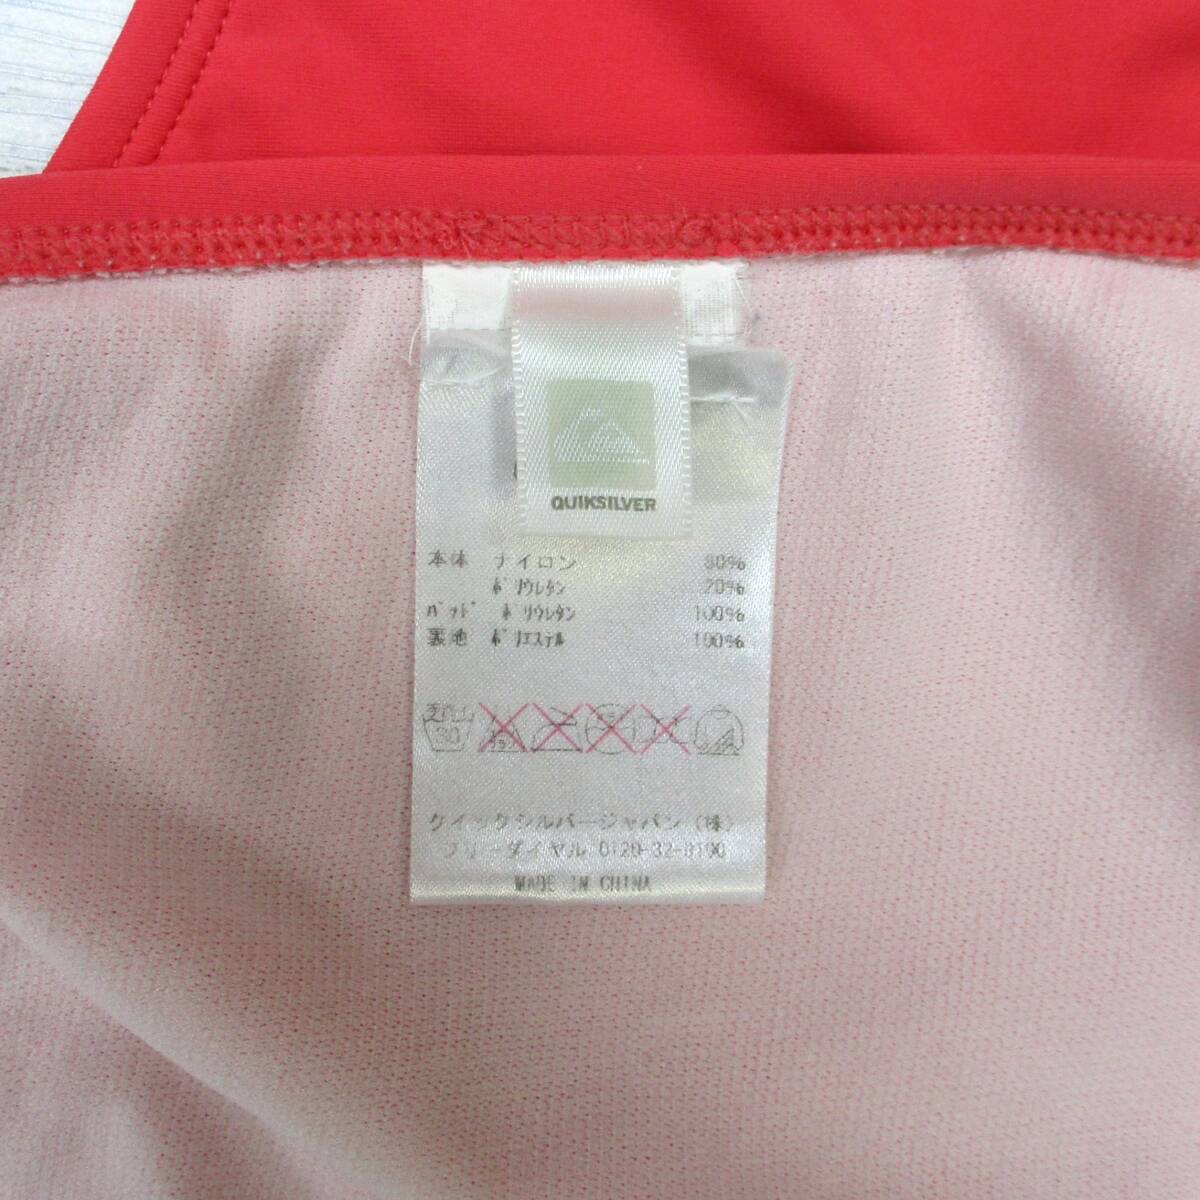 QUIKSILVER
本体 ナイロン 80%
ポリウレタン 20%
パッド ポリウレタン 100%
裏地 ポリエステル 100%
30
クイックシルバージャパン(株)
フリーダイヤル 0120-32-
MADE IN CHINA